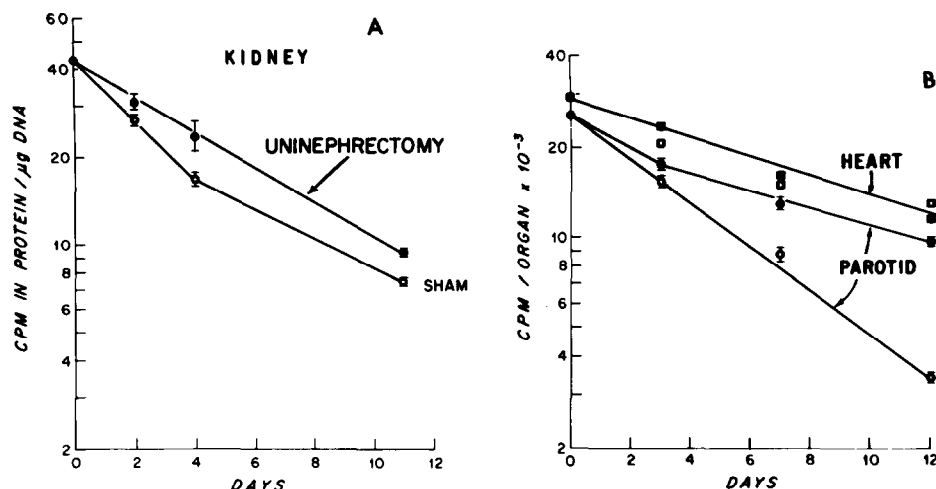 A
KIDNEY
CPM IN PROTEIN / µg DNA
60
40
20
10
8
6
4
2
UNINEPHRECTOMY
SHAM
0 2 4 6 8 10 12
DAYS
B
CPM / ORGAN x 10⁻³
40
20
10
8
6
4
2
HEART
PAROTID
0 2 4 6 8 10 12
DAYS